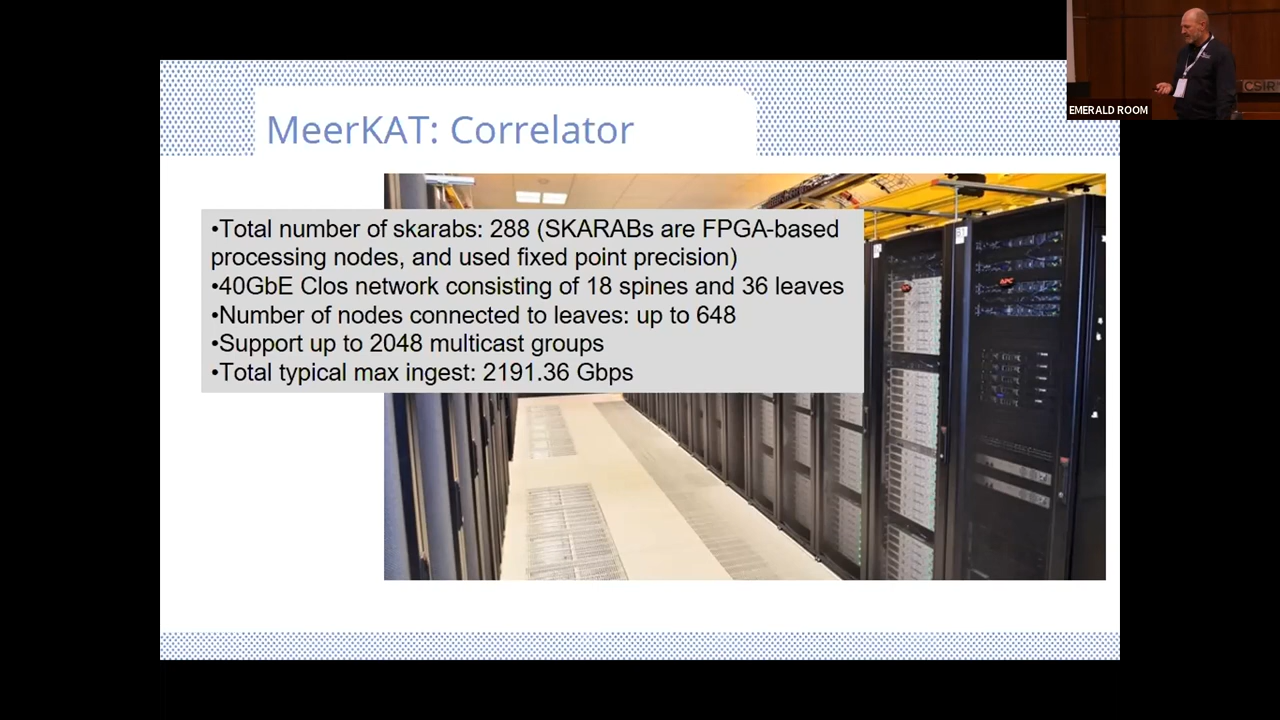 MeerKAT: Correlator
•Total number of skarabs: 288 (SKARABs are FPGA-based
processing nodes, and used fixed point precision)
•40GbE Clos network consisting of 18 spines and 36 leaves
•Number of nodes connected to leaves: up to 648
•Support up to 2048 multicast groups
•Total typical max ingest: 2191.36 Gbps
EMERALD ROOM
CSIR